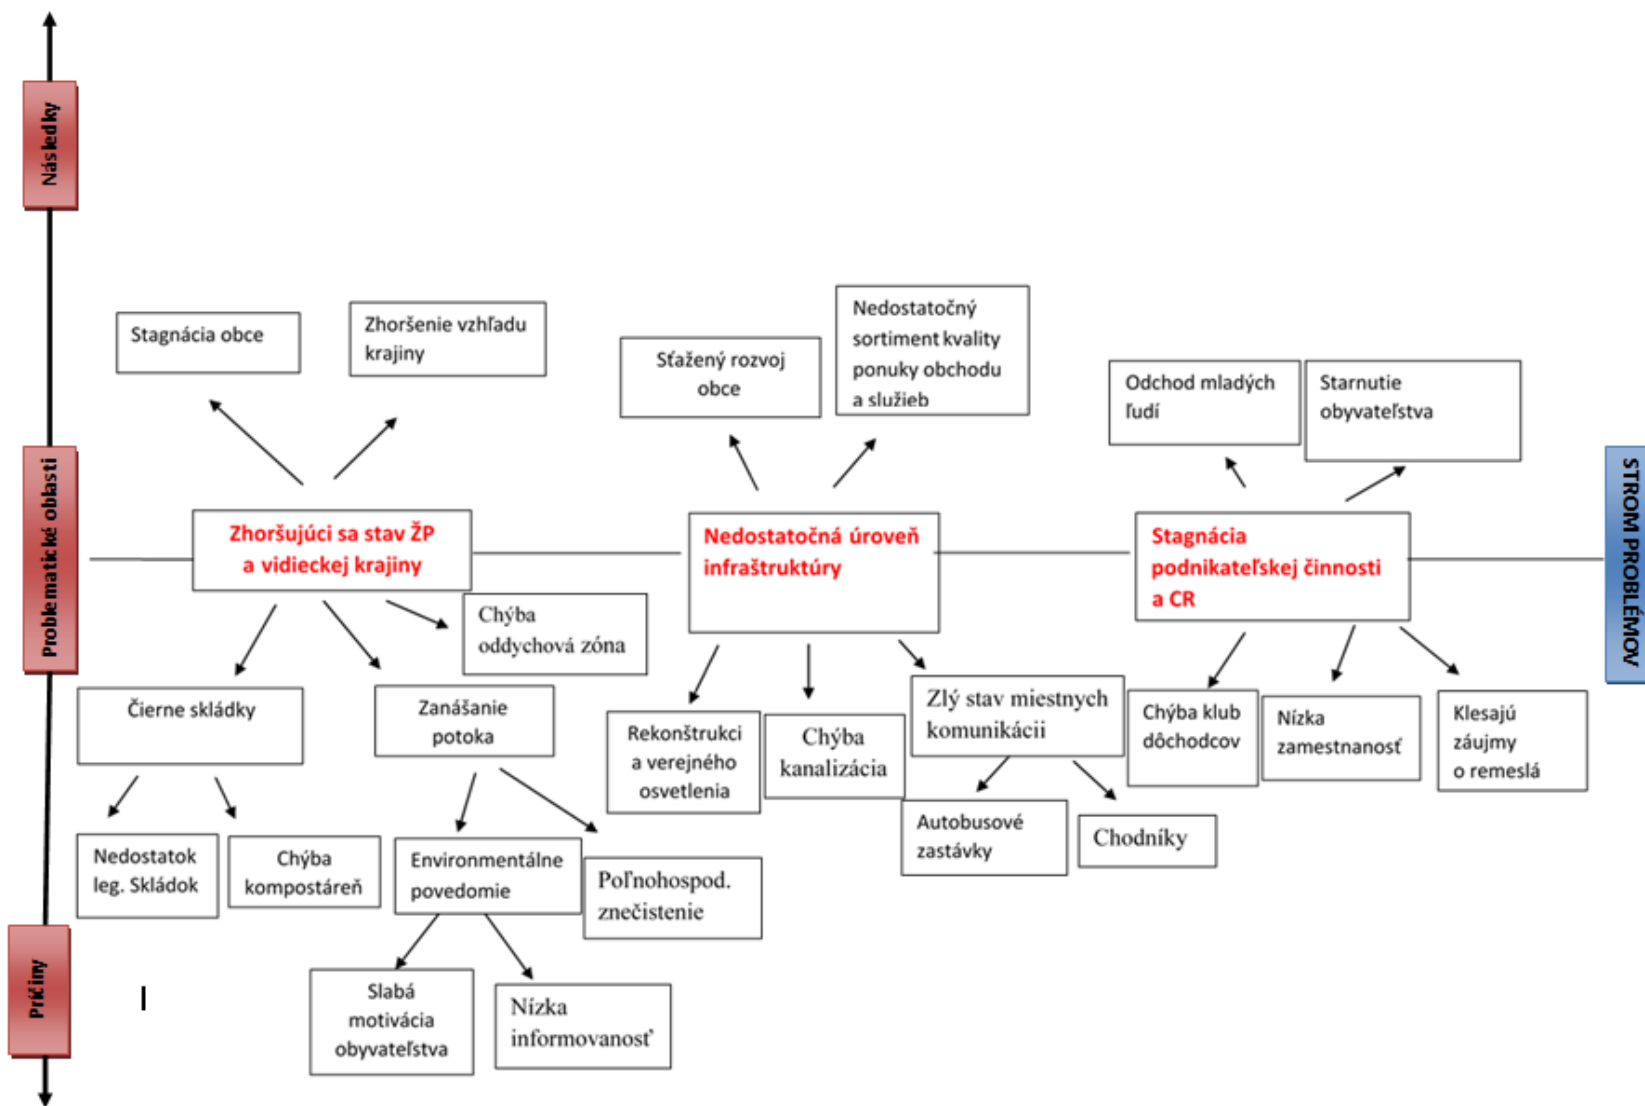 Následky
Stagnácia obce
Zhoršenie vzhľadu
krajiny
Sťažený rozvoj
obce
Nedostatočný
sortiment kvality
ponuky obchodu
a služieb
Odchod mladých
ľudí
Starnutie
obyvateľstva
Problematické oblasti
Zhoršujúci sa stav ŽP
a vidieckej krajiny
Nedostatočná úroveň
infraštruktúry
Stagnácia
podnikateľskej činnosti
a CR
STROM PROBLÉMOV
Chýba
oddychová zóna
Čierne skládky
Zanášanie
potoka
Rekonštrukci
a verejného
osvetlenia
Chýba
kanalizácia
Zlý stav miestnych
komunikácii
Chýba klub
dôchodcov
Nízka
zamestnanosť
Klesajú
záujmy
o remeslá
Nedostatok
leg. Skládok
Chýba
kompostáreň
Environmentálne
povedomie
Poľnohospod.
znečistenie
Autobusové
zastávky
Chodníky
Príčiny
Slabá
motivácia
obyvateľstva
Nízka
informovanosť